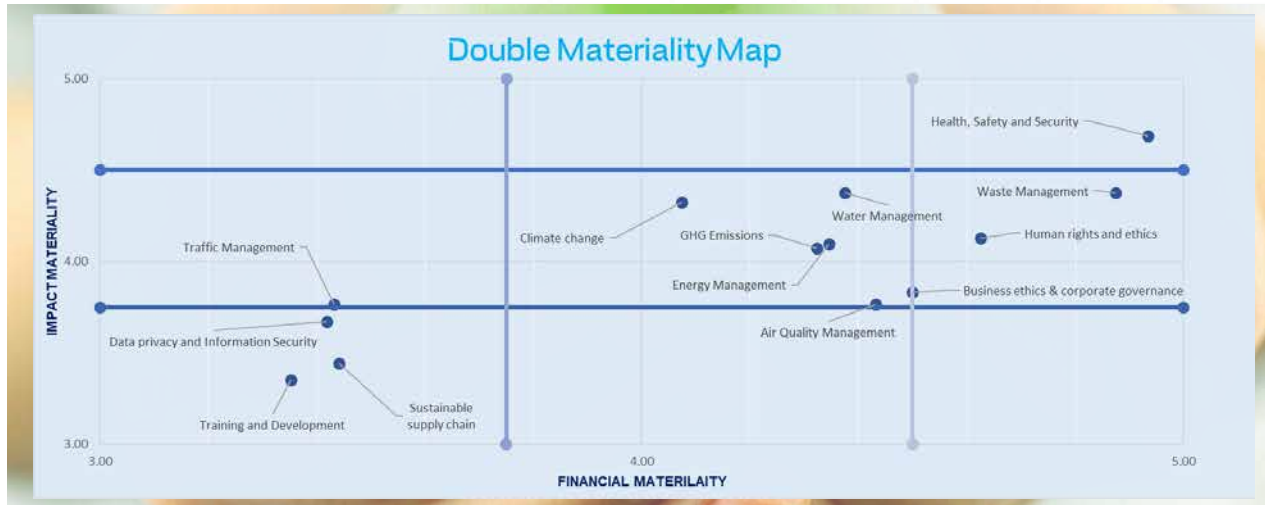 Double Materiality Map
5.00
Health, Safety and Security
Waste Management
Water Management
Climate change
GHG Emissions
Human rights and ethics
Traffic Management
4.00
Energy Management
Business ethics & corporate governance
Air Quality Management
Data privacy and Information Security
Sustainable
supply chain
Training and Development
3.00
IMPACT MATERIALITY
3.00
4.00
5.00
FINANCIAL MATERILAITY